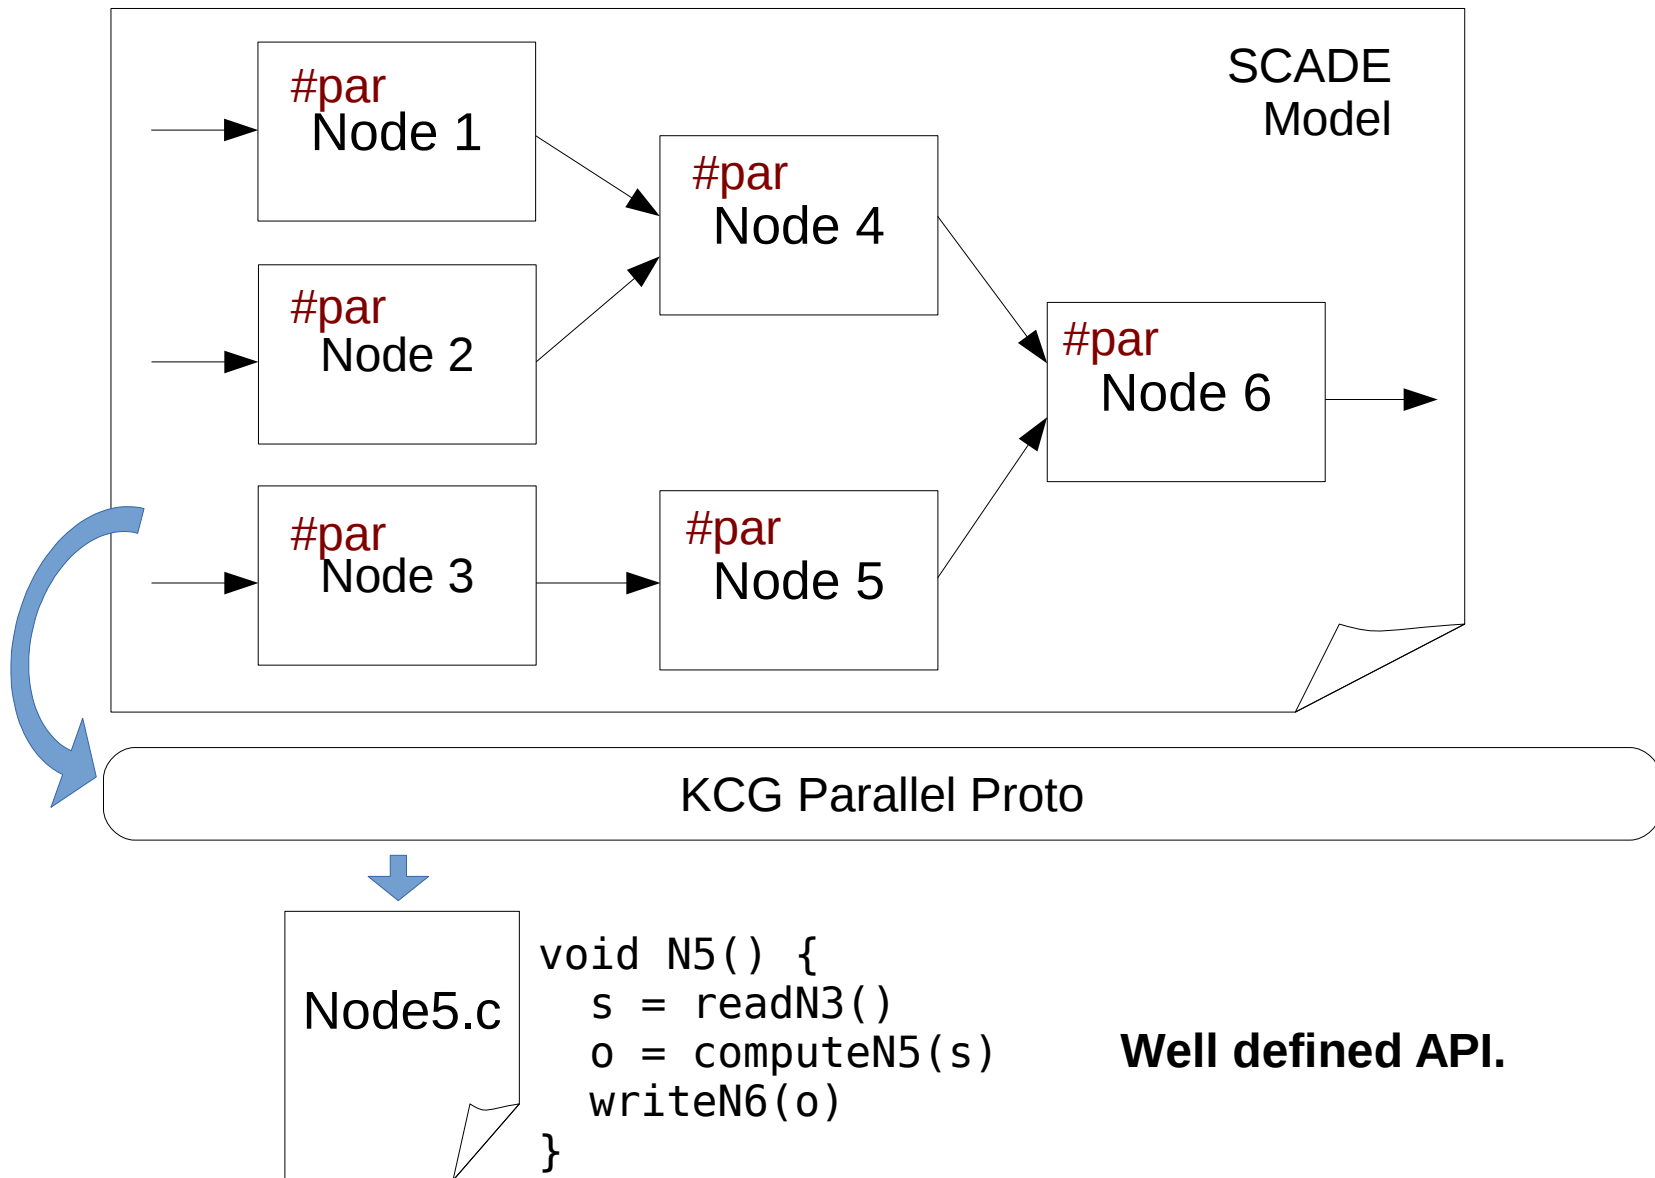 SCADE
Model
#par
Node 1
#par
Node 4
#par
Node 2
#par
Node 6
#par
Node 3
#par
Node 5
KCG Parallel Proto
Node5.c
void N5() {
  s = readN3()
  o = computeN5(s)
  writeN6(o)
}
Well defined API.